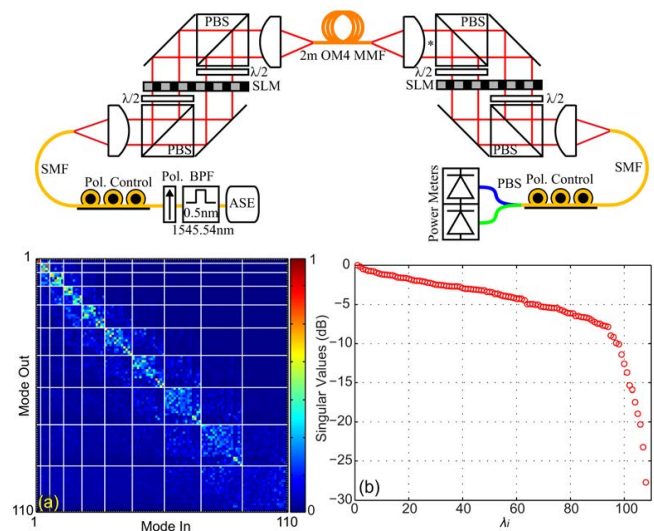 PBS
2m OM4 MMF
*
PBS
λ/2
SLM
λ/2
λ/2
SLM
λ/2
PBS
PBS
SMF
SMF
Pol. Control
Pol. BPF
0.5nm
1545.54nm
ASE
Power Meters
PBS
Pol. Control
1
Mode Out
110
(a)
1
Mode In
110
1
0
0
−5
−10
−15
−20
−25
−30
Singular Values (dB)
(b)
0
20
40
60
80
100
λi